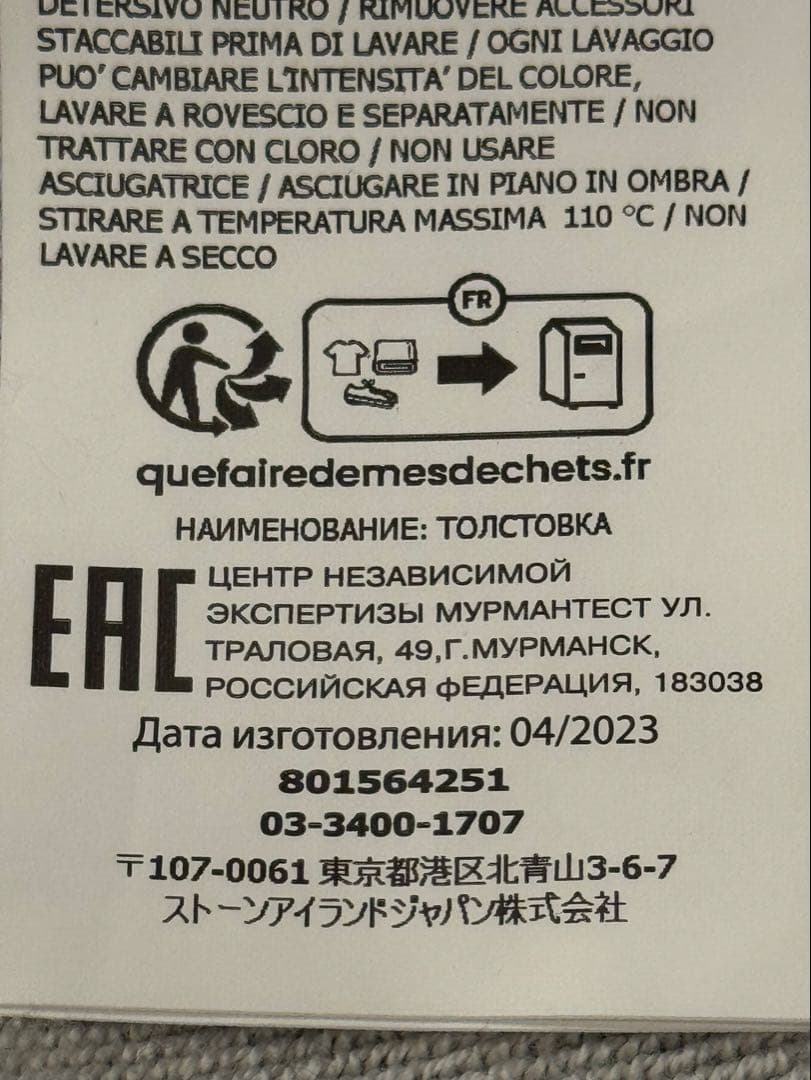 DETERSIVO NEUTRO / RIMUOVERE ACCESSORI
STACCABILI PRIMA DI LAVARE / OGNI LAVAGGIO
PUO' CAMBIARE L'INTENSITA' DEL COLORE,
LAVARE A ROVESCIO E SEPARATAMENTE / NON
TRATTARE CON CLORO / NON USARE
ASCIUGATRICE / ASCIUGARE IN PIANO IN OMBRA /
STIRARE A TEMPERATURA MASSIMA 110 °C / NON
LAVARE A SECCO
FR
quefairedemesdechets.fr
НАИМЕНОВАНИЕ: ТОЛСТОВКА
EAC
ЦЕНТР НЕЗАВИСИМОЙ
ЭКСПЕРТИЗЫ МУРМАНТЕСТ УЛ.
ТРАЛОВАЯ, 49,Г.МУРМАНСК,
РОССИЙСКАЯ фЕДЕРАЦИЯ, 183038
Дата изготовления: 04/2023
801564251
03-3400-1707
〒107-0061 東京都港区北青山3-6-7
ストーンアイランドジャパン株式会社